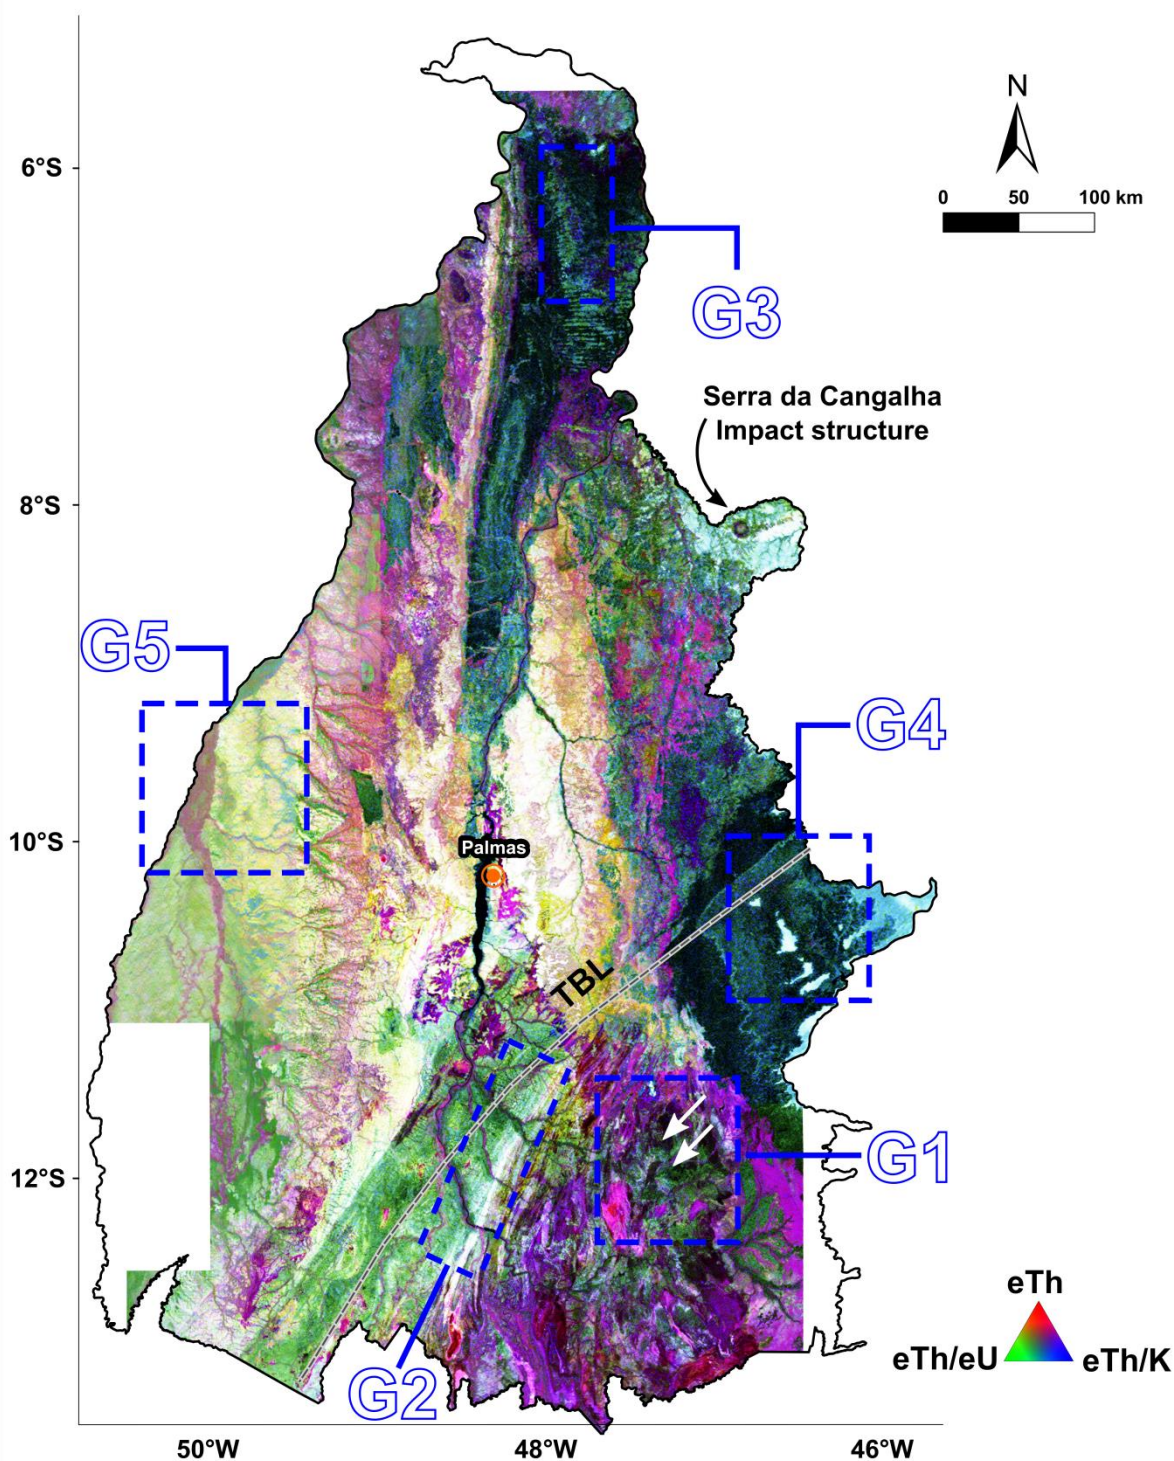 N
0 50 100 km
6°S
G3
Serra da Cangalha
Impact structure
8°S
G5
G4
10°S
Palmas
TBL
12°S
G1
eTh
eTh/eU
eTh/K
G2
50°W
48°W
46°W